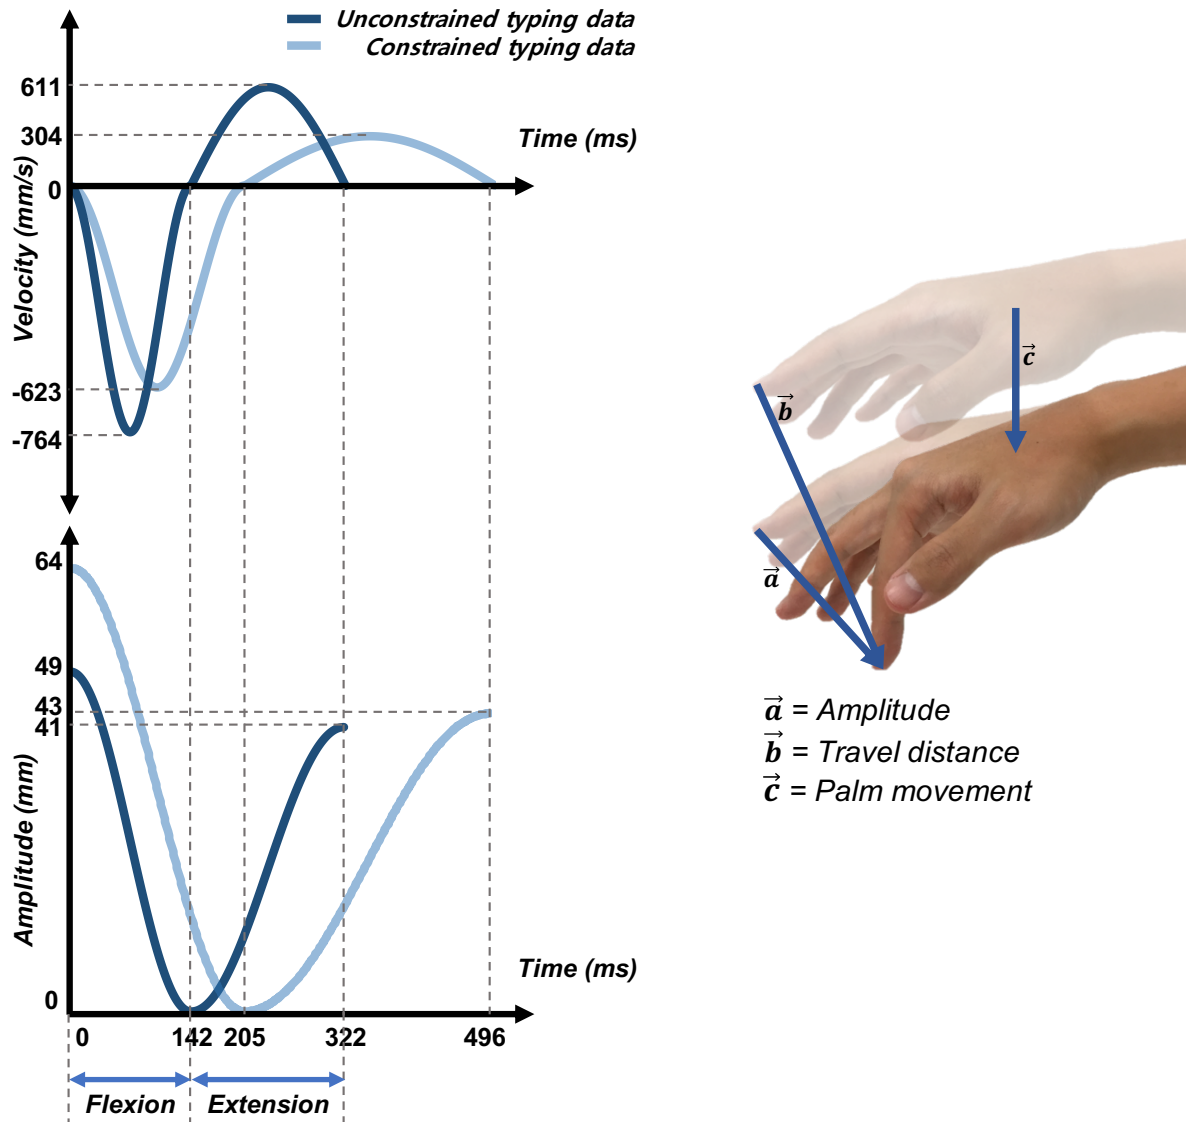 Unconstrained typing data
Constrained typing data
611
304
0
-623
-764
Velocity (mm/s)
Time (ms)
64
49
43
41
0
Amplitude (mm)
Time (ms)
0 142 205 322 496
Flexion Extension
c
b
a
a = Amplitude
b = Travel distance
c = Palm movement